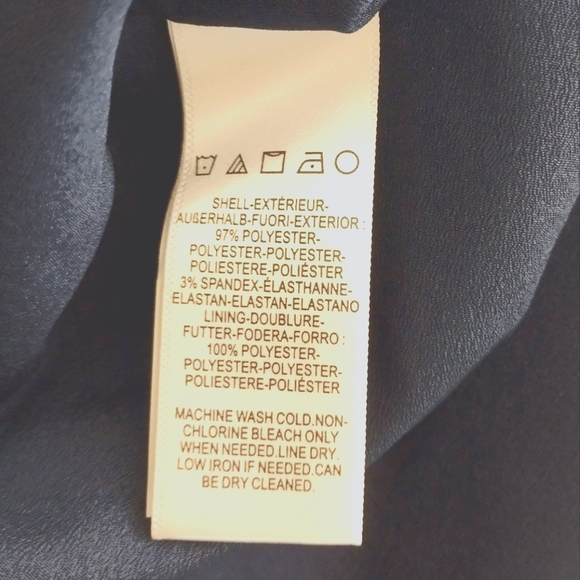 SHELL-EXTÉRIEUR-
AUßERHALB-FUORI-EXTERIOR :
97% POLYESTER-
POLYESTER-POLYESTER-
POLIESTERE-POLIÉSTER
3% SPANDEX-ÉLASTHANNE-
ELASTAN-ELASTAN-ELASTANO
LINING-DOUBLURE-
FUTTER-FODERA-FORRO :
100% POLYESTER-
POLYESTER-POLYESTER-
POLIESTERE-POLIÉSTER
MACHINE WASH COLD.NON-
CHLORINE BLEACH ONLY
WHEN NEEDED.LINE DRY.
LOW IRON IF NEEDED.CAN
BE DRY CLEANED.